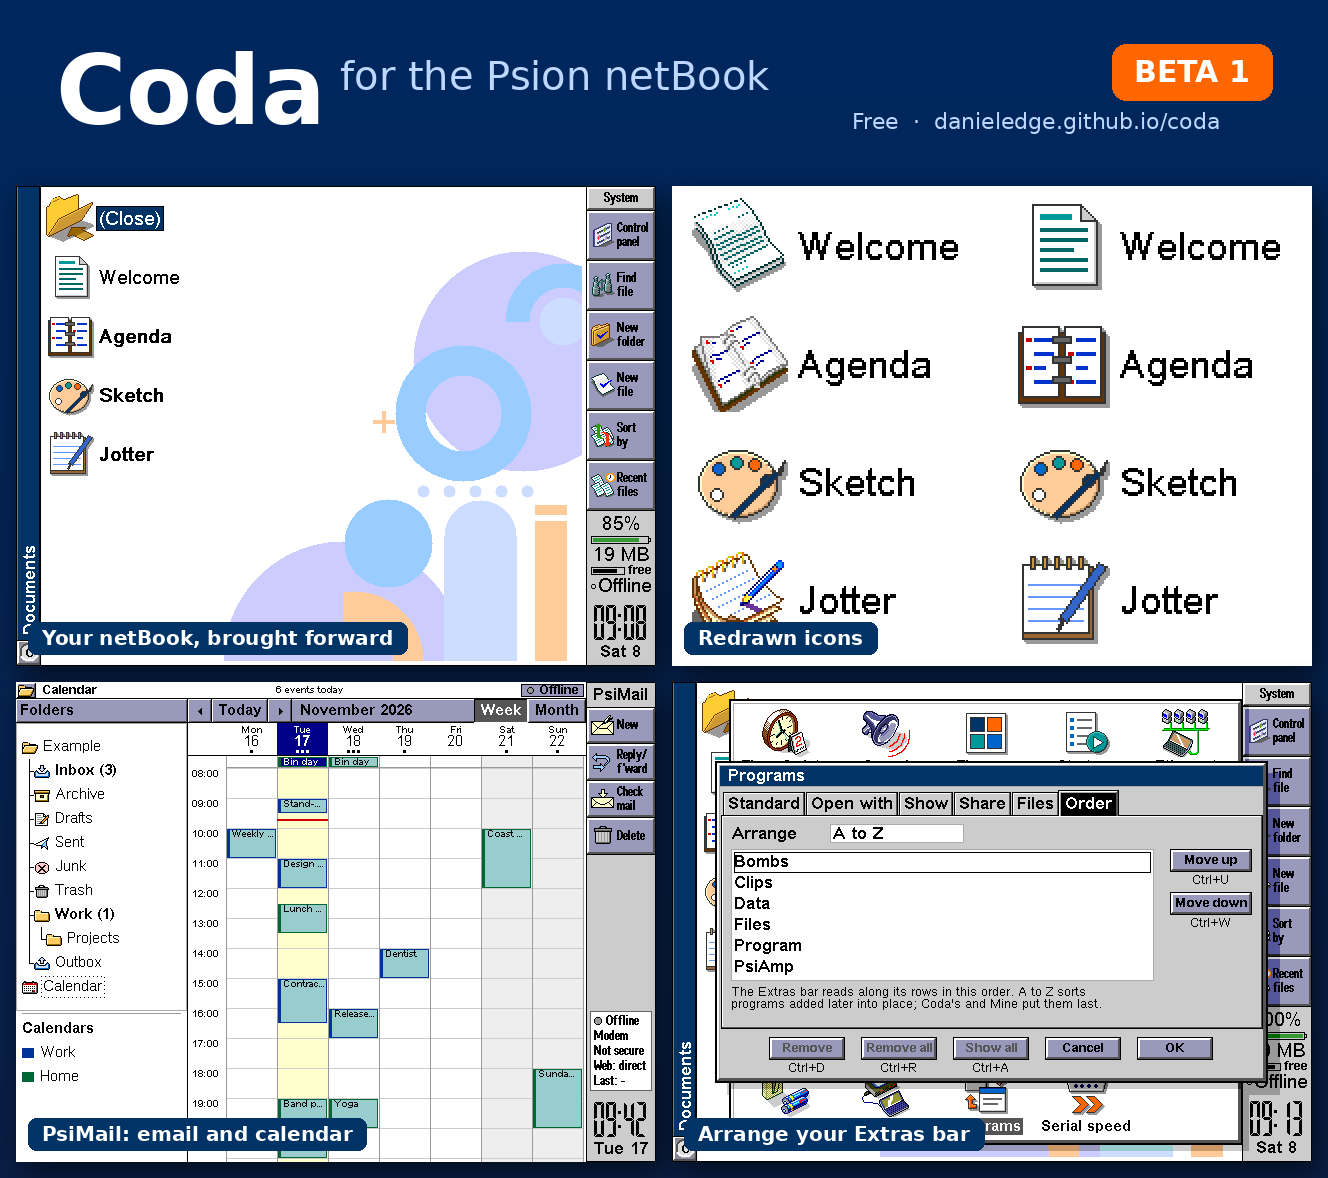 Coda for the Psion netBook
BETA 1
Free · danieledge.github.io/coda
(Close)
Welcome
Agenda
Sketch
Jotter
Documents
System
Control
panel
Find
file
New
folder
New
file
Sort
by
Recent
files
85%
19 MB
free
Offline
09:08
Sat 8
Your netBook, brought forward
Welcome
Welcome
Agenda
Agenda
Sketch
Sketch
Jotter
Jotter
Redrawn icons
Calendar
6 events today
Offline
Folders
Today
November 2026
Week
Month
Example
Inbox (3)
Archive
Drafts
Sent
Junk
Trash
Work (1)
Projects
Outbox
Calendar
Calendars
Work
Home
Mon
16
Tue
17
Wed
18
Thu
19
Fri
20
Sat
21
Sun
22
Bin day
Bin day
08:00
09:00
10:00
11:00
12:00
13:00
14:00
15:00
16:00
17:00
18:00
19:00
Stand-...
Weekly ...
Coast ...
Design ...
Lunch ...
Dentist
Contrac...
Release...
Sunda...
Band p...
Yoga
PsiMail
New
Reply/
f'ward
Check
mail
Delete
Offline
Modem
Not secure
Web: direct
Last: -
09:42
Tue 17
PsiMail: email and calendar
System
Control
panel
Find
file
New
folder
New
file
Sort
by
Recent
files
MB
free
Offline
09:13
Sat 8
Documents
Programs
Standard
Open with
Show
Share
Files
Order
Arrange
A to Z
Bombs
Clips
Data
Files
Program
PsiAmp
Move up
Ctrl+U
Move down
Ctrl+W
The Extras bar reads along its rows in this order. A to Z sorts
programs added later into place; Coda's and Mine put them last.
Remove
Ctrl+D
Remove all
Ctrl+R
Show all
Ctrl+A
Cancel
OK
Serial speed
Arrange your Extras bar